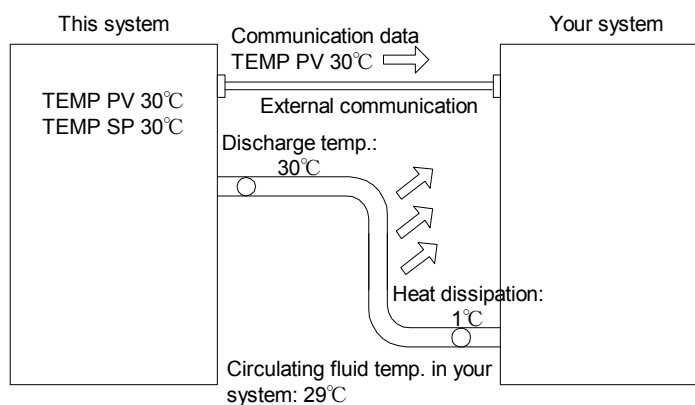 This system
Your system
Communication data
TEMP PV 30℃
External communication
TEMP PV 30℃
TEMP SP 30℃
Discharge temp.:
30℃
Heat dissipation:
1℃
Circulating fluid temp. in your
system: 29℃